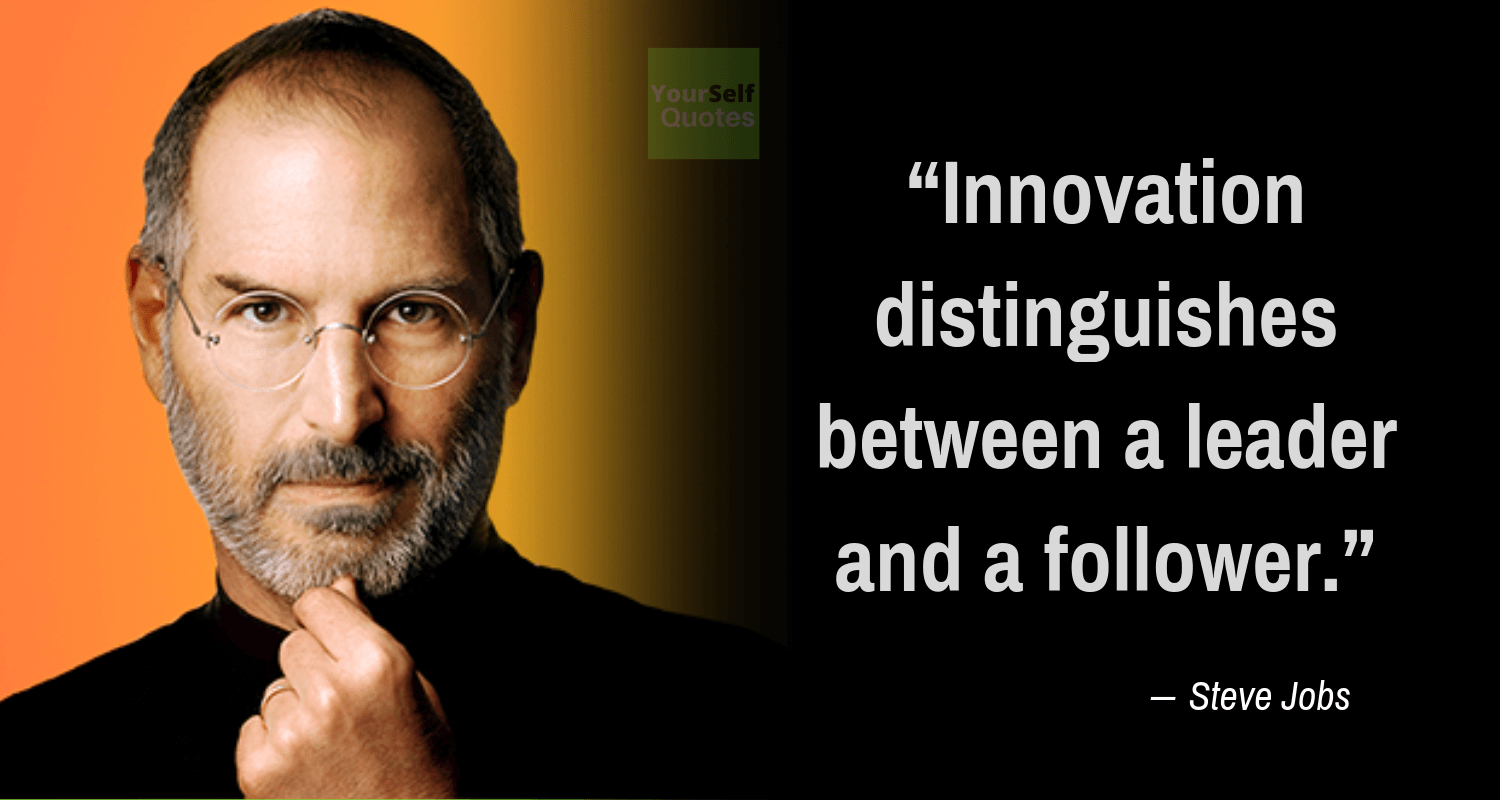 YourSelf
Quotes
“Innovation
distinguishes
between a leader
and a follower.”
— Steve Jobs